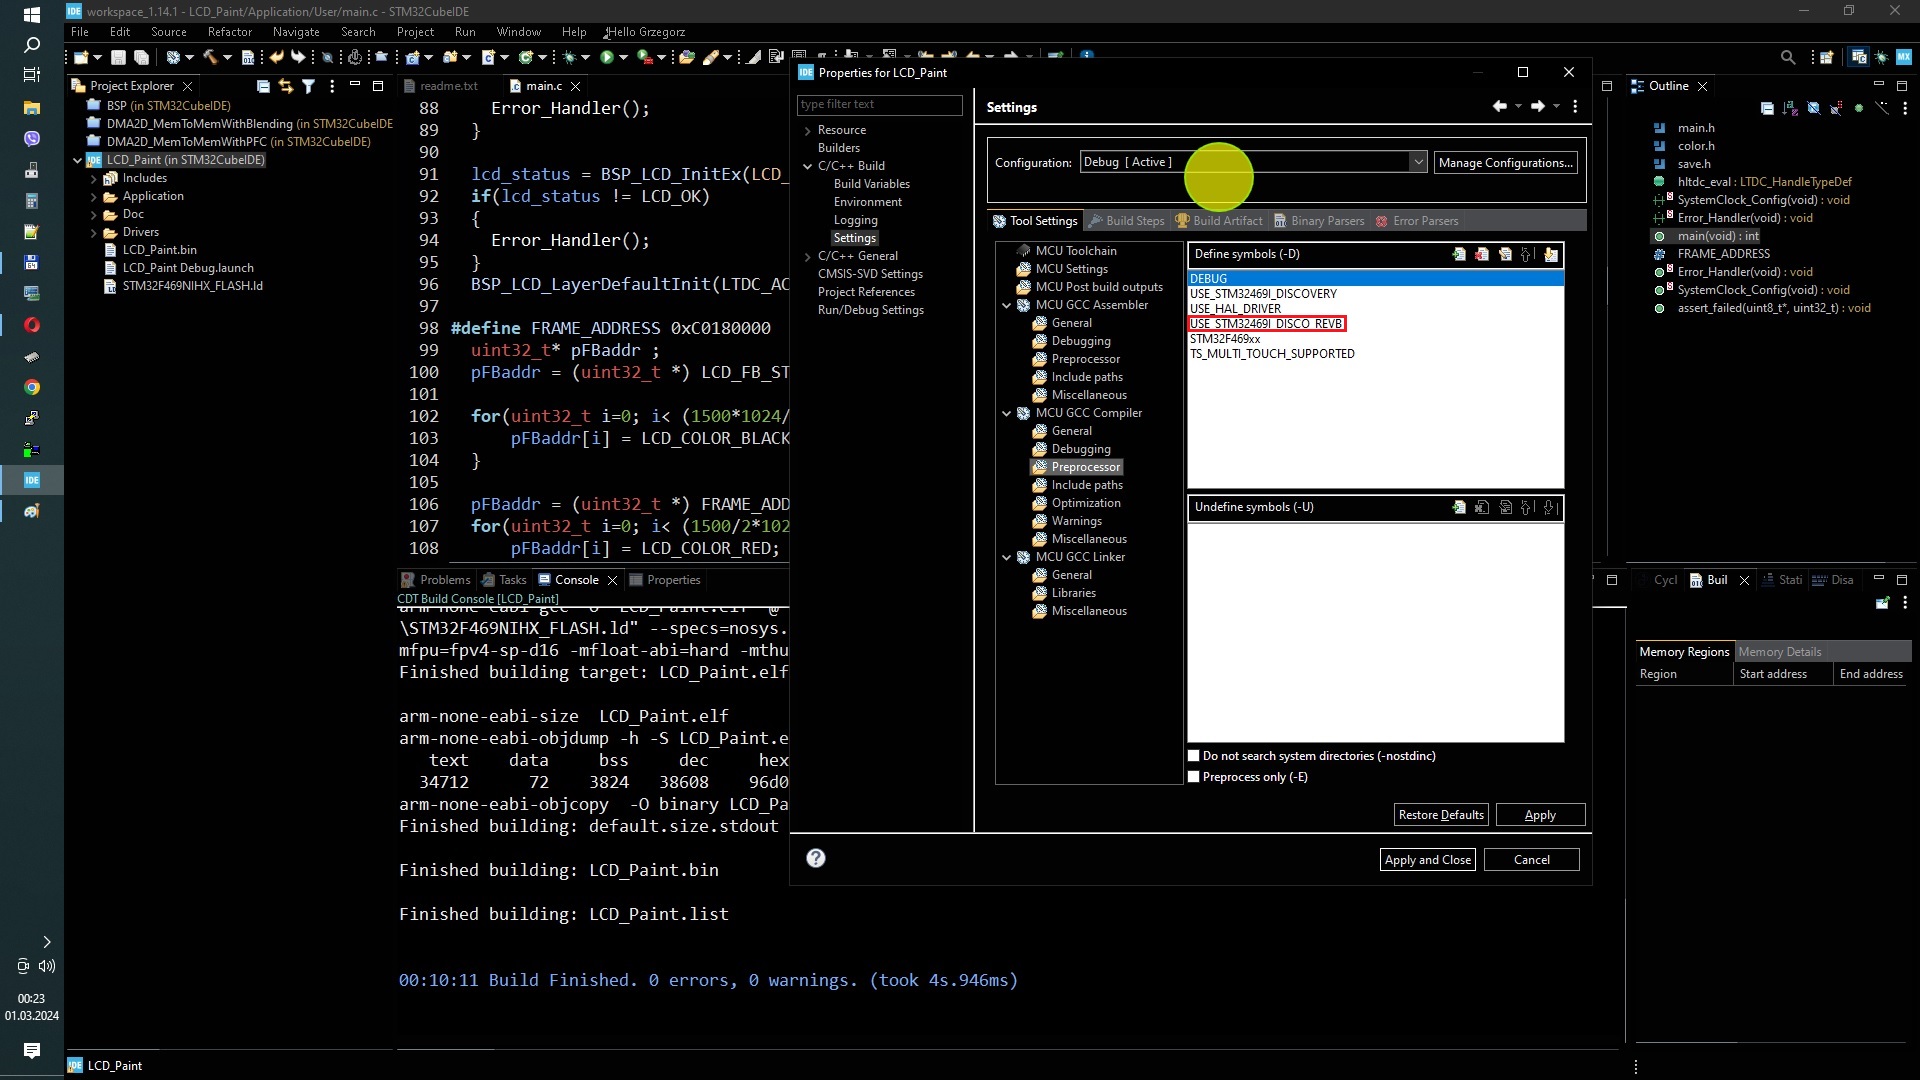 workspace_1.14.1 - LCD_Paint/Application/User/main.c - STM32CubeIDE
File Edit Source Refactor Navigate Search Project Run Window Help Hello Grzegorz
Project Explorer
BSP (in STM32CubeIDE)
DMA2D_MemToMemWithBlending (in STM32CubeIDE
DMA2D_MemToMemWithPFC (in STM32CubeIDE)
LCD_Paint (in STM32CubeIDE)
Includes
Application
Doc
Drivers
LCD_Paint.bin
LCD_Paint Debug.launch
STM32F469NIHX_FLASH.ld
readme.txt main.c
88 Error_Handler();
89 }
90
91 lcd_status = BSP_LCD_InitEx(LCD_
92 if(lcd_status != LCD_OK)
93 {
94 Error_Handler();
95 }
96 BSP_LCD_LayerDefaultInit(LTDC_AC
97
98 #define FRAME_ADDRESS 0xC0180000
99 uint32_t* pFBaddr ;
100 pFBaddr = (uint32_t *) LCD_FB_ST
101
102 for(uint32_t i=0; i< (1500*1024/
103 pFBaddr[i] = LCD_COLOR_BLACK
104 }
105
106 pFBaddr = (uint32_t *) FRAME_ADD
107 for(uint32_t i=0; i< (1500/2*102
108 pFBaddr[i] = LCD_COLOR_RED;
Problems Tasks Console Properties
CDT Build Console [LCD_Paint]
arm-none-eabi-gcc -o "LCD_Paint.elf" @
\STM32F469NIHX_FLASH.ld" --specs=nosys.
mfpu=fpv4-sp-d16 -mfloat-abi=hard -mthu
Finished building target: LCD_Paint.elf
arm-none-eabi-size LCD_Paint.elf
arm-none-eabi-objdump -h -S LCD_Paint.e
text data bss dec hex
34712 72 3824 38608 96d0
arm-none-eabi-objcopy -O binary LCD_Pa
Finished building: default.size.stdout
Finished building: LCD_Paint.bin
Finished building: LCD_Paint.list
00:10:11 Build Finished. 0 errors, 0 warnings. (took 4s.946ms)
Properties for LCD_Paint
type filter text
Resource
Builders
C/C++ Build
Build Variables
Environment
Logging
Settings
C/C++ General
CMSIS-SVD Settings
Project References
Run/Debug Settings
Settings
Configuration: Debug [ Active ] Manage Configurations...
Tool Settings Build Steps Build Artifact Binary Parsers Error Parsers
MCU Toolchain
MCU Settings
MCU Post build outputs
MCU GCC Assembler
General
Debugging
Preprocessor
Include paths
Miscellaneous
MCU GCC Compiler
General
Debugging
Preprocessor
Include paths
Optimization
Warnings
Miscellaneous
MCU GCC Linker
General
Libraries
Miscellaneous
Define symbols (-D)
DEBUG
USE_STM32469I_DISCOVERY
USE_HAL_DRIVER
USE_STM32469I_DISCO_REVB
STM32F469xx
TS_MULTI_TOUCH_SUPPORTED
Undefine symbols (-U)
Do not search system directories (-nostdinc)
Preprocess only (-E)
Restore Defaults Apply
Apply and Close Cancel
Outline
main.h
color.h
save.h
hltdc_eval : LTDC_HandleTypeDef
SystemClock_Config(void) : void
Error_Handler(void) : void
main(void) : int
FRAME_ADDRESS
Error_Handler(void) : void
SystemClock_Config(void) : void
assert_failed(uint8_t*, uint32_t) : void
Cycl Buil Stati Disa
Memory Regions Memory Details
Region Start address End address
IDE
MX
00:23
01.03.2024
LCD_Paint